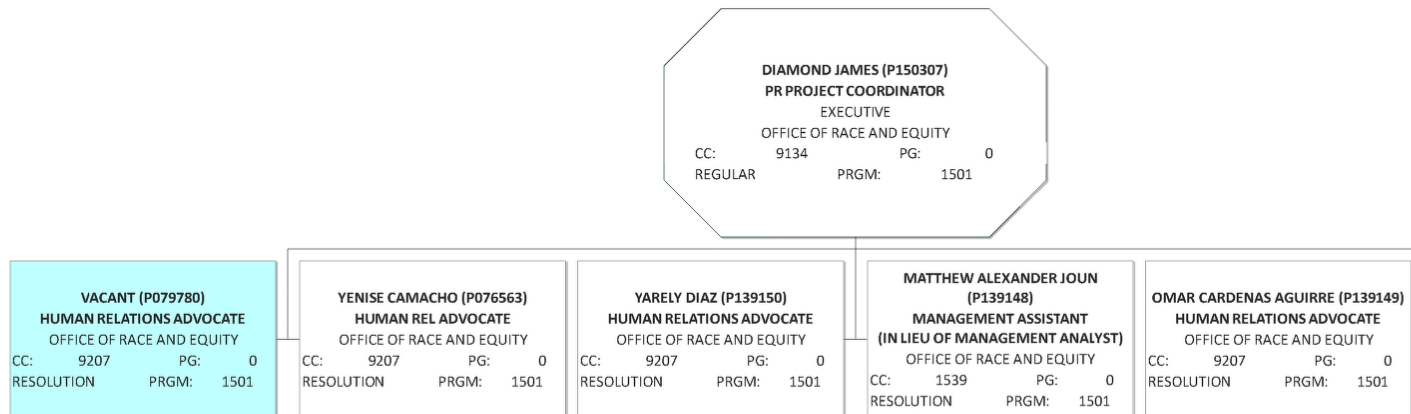 DIAMOND JAMES (P150307)
PR PROJECT COORDINATOR
EXECUTIVE
OFFICE OF RACE AND EQUITY
CC: 9134 PG: 0
REGULAR PRGM: 1501
VACANT (P079780)
HUMAN RELATIONS ADVOCATE
OFFICE OF RACE AND EQUITY
CC: 9207 PG: 0
RESOLUTION PRGM: 1501
YENISE CAMACHO (P076563)
HUMAN REL ADVOCATE
OFFICE OF RACE AND EQUITY
CC: 9207 PG: 0
RESOLUTION PRGM: 1501
YARELY DIAZ (P139150)
HUMAN RELATIONS ADVOCATE
OFFICE OF RACE AND EQUITY
CC: 9207 PG: 0
RESOLUTION PRGM: 1501
MATTHEW ALEXANDER JOUN
(P139148)
MANAGEMENT ASSISTANT
(IN LIEU OF MANAGEMENT ANALYST)
OFFICE OF RACE AND EQUITY
CC: 1539 PG: 0
RESOLUTION PRGM: 1501
OMAR CARDENAS AGUIRRE (P139149)
HUMAN RELATIONS ADVOCATE
OFFICE OF RACE AND EQUITY
CC: 9207 PG: 0
RESOLUTION PRGM: 1501